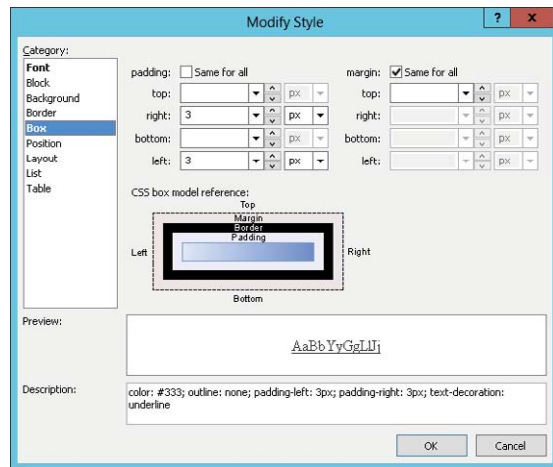 Modify Style
? x
Category:
Font
Block
Background
Border
Box
Position
Layout
List
Table
padding: Same for all
top: px
right: 3 px
bottom: px
left: 3 px
margin: Same for all
top: px
right: px
bottom: px
left: px
CSS box model reference:
Top
Margin
Border
Padding
Left
Right
Bottom
Preview:
AaBbYyGgLlJj
Description:
color: #333; outline: none; padding-left: 3px; padding-right: 3px; text-decoration:
underline
OK Cancel